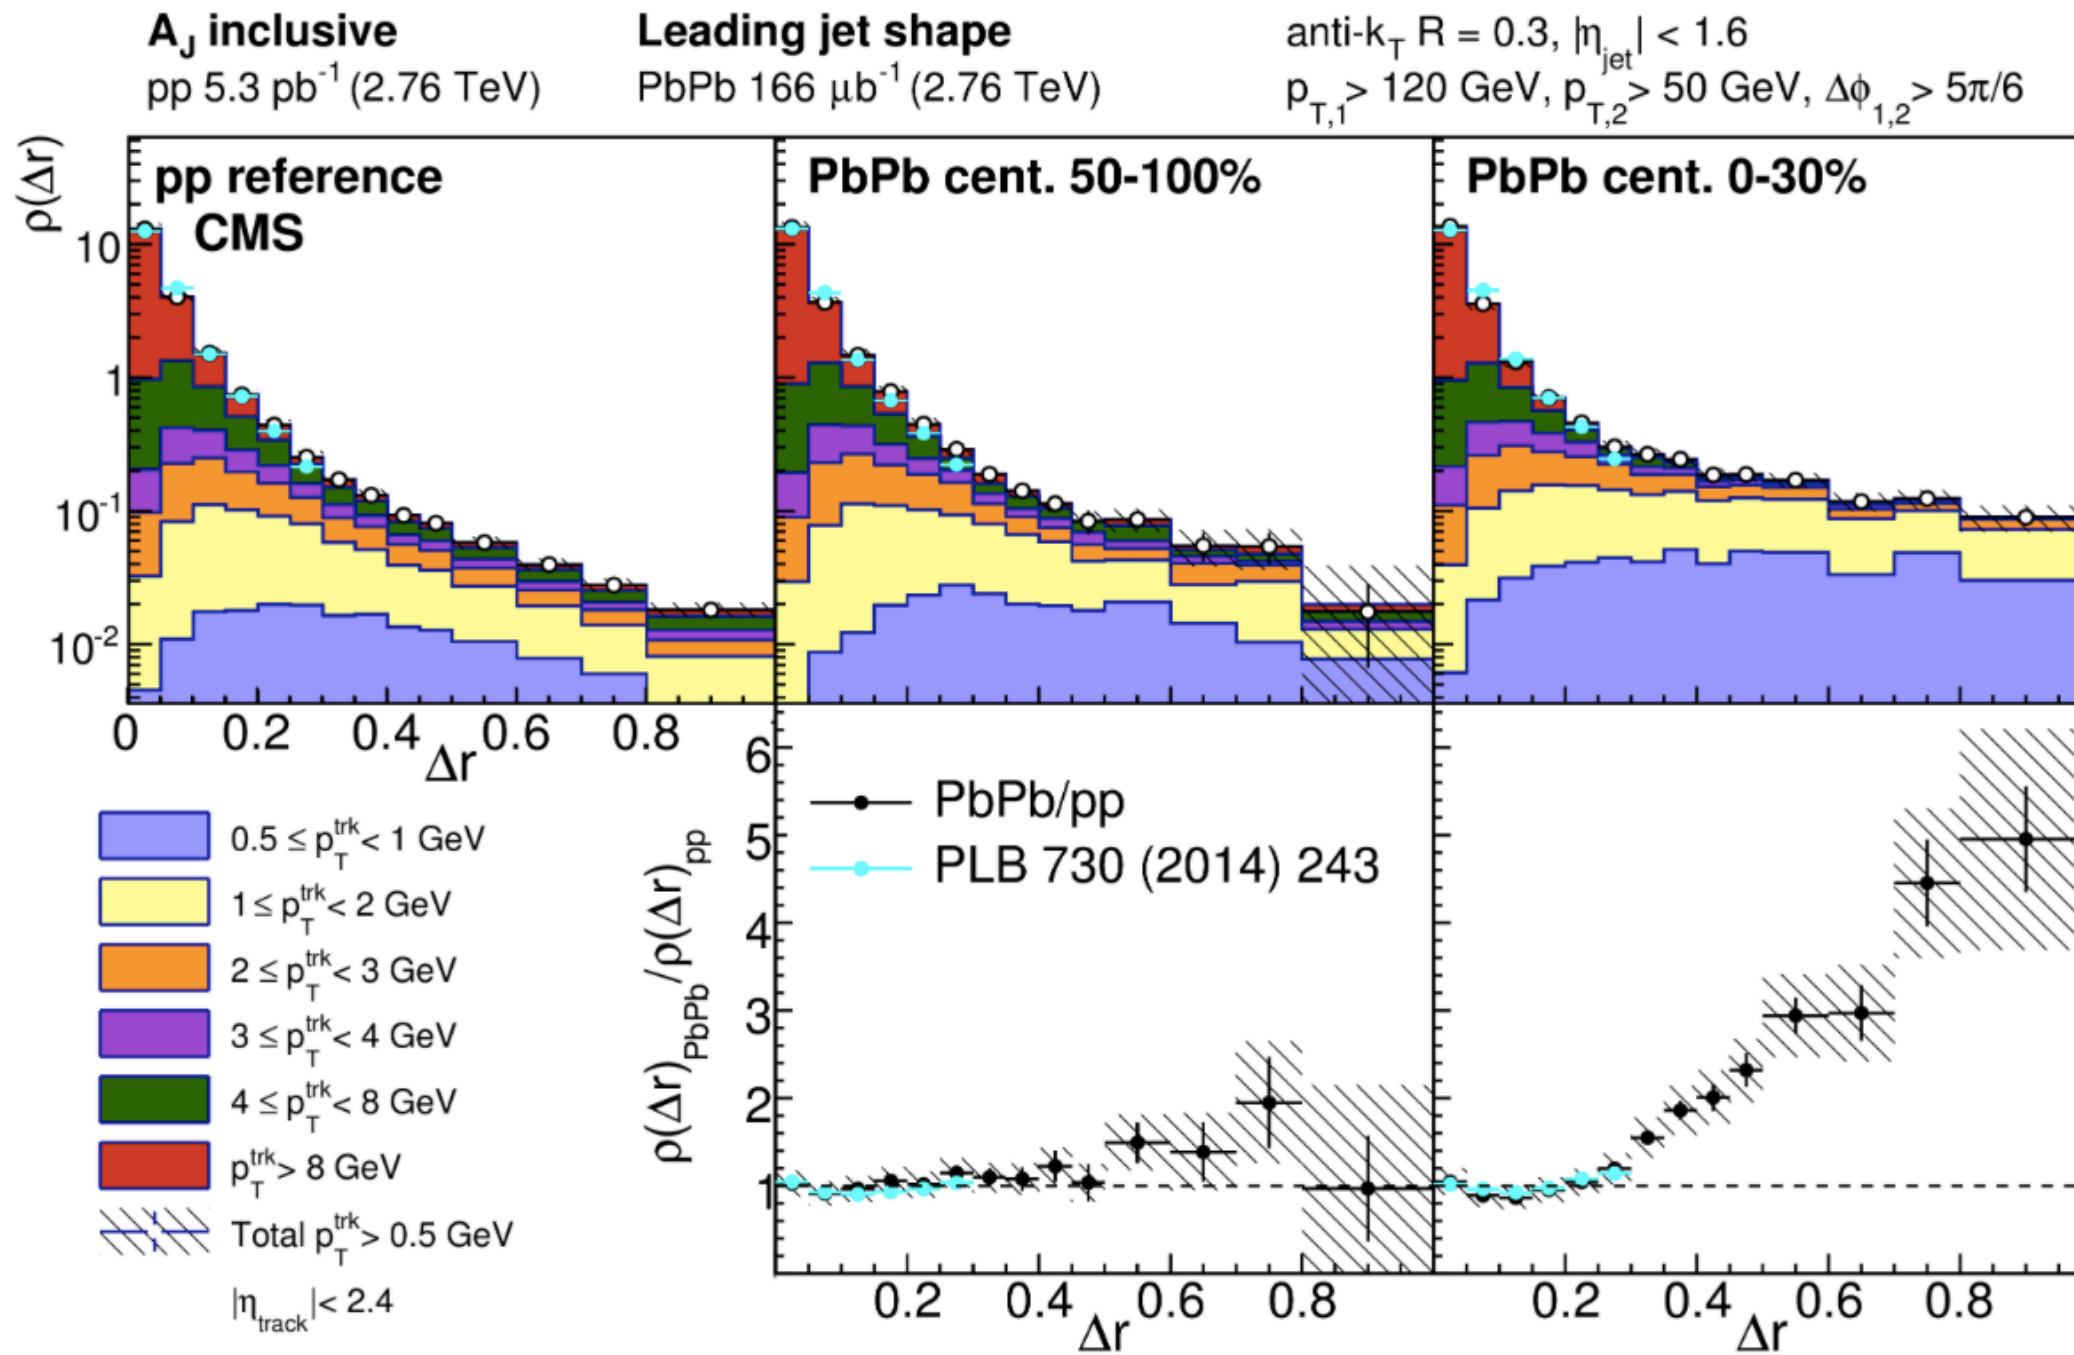 A_J inclusive
pp 5.3 pb⁻¹ (2.76 TeV)
Leading jet shape
PbPb 166 μb⁻¹ (2.76 TeV)
anti-k_T R = 0.3, |η_jet| < 1.6
p_T,1 > 120 GeV, p_T,2 > 50 GeV, Δϕ_1,2 > 5π/6
ρ(Δr)
pp reference
CMS
PbPb cent. 50-100%
PbPb cent. 0-30%
10
1
10⁻¹
10⁻²
0 0.2 0.4 0.6 0.8
Δr
0.5 ≤ p_T^trk < 1 GeV
1 ≤ p_T^trk < 2 GeV
2 ≤ p_T^trk < 3 GeV
3 ≤ p_T^trk < 4 GeV
4 ≤ p_T^trk < 8 GeV
p_T^trk > 8 GeV
Total p_T^trk > 0.5 GeV
|η_track| < 2.4
ρ(Δr)_PbPb/ρ(Δr)_pp
6
5
4
3
2
1
PbPb/pp
PLB 730 (2014) 243
0.2 0.4 0.6 0.8
Δr
0.2 0.4 0.6 0.8
Δr